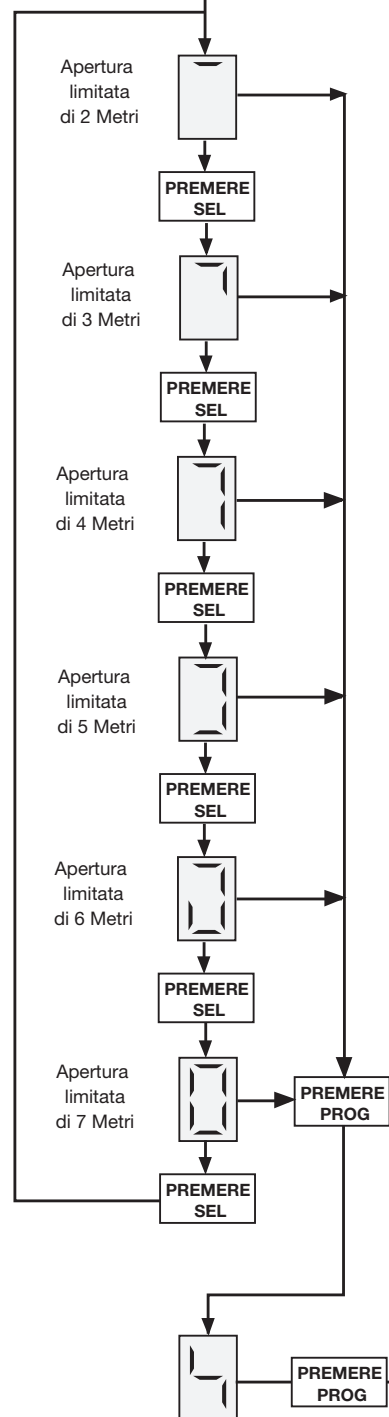 Apertura
limitata
di 2 Metri
PREMERE
SEL
Apertura
limitata
di 3 Metri
PREMERE
SEL
Apertura
limitata
di 4 Metri
PREMERE
SEL
Apertura
limitata
di 5 Metri
PREMERE
SEL
Apertura
limitata
di 6 Metri
PREMERE
SEL
Apertura
limitata
di 7 Metri
PREMERE
PROG
PREMERE
SEL
PREMERE
PROG